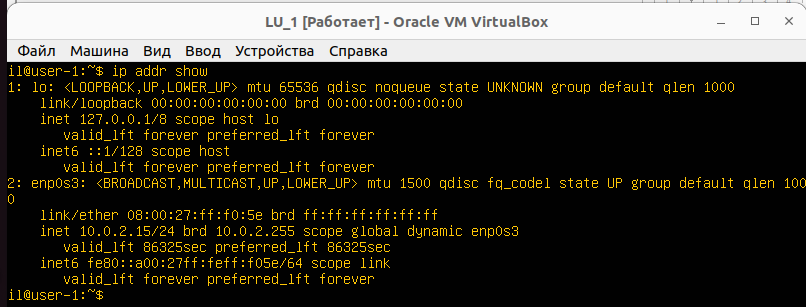 LU_1 [Работает] - Oracle VM VirtualBox
Файл Машина Вид Ввод Устройства Справка
il@user-1:~$ ip addr show
1: lo: <LOOPBACK,UP,LOWER_UP> mtu 65536 qdisc noqueue state UNKNOWN group default qlen 1000
    link/loopback 00:00:00:00:00:00 brd 00:00:00:00:00:00
    inet 127.0.0.1/8 scope host lo
       valid_lft forever preferred_lft forever
    inet6 ::1/128 scope host
       valid_lft forever preferred_lft forever
2: enp0s3: <BROADCAST,MULTICAST,UP,LOWER_UP> mtu 1500 qdisc fq_codel state UP group default qlen 100
0
    link/ether 08:00:27:ff:f0:5e brd ff:ff:ff:ff:ff:ff
    inet 10.0.2.15/24 brd 10.0.2.255 scope global dynamic enp0s3
       valid_lft 86325sec preferred_lft 86325sec
    inet6 fe80::a00:27ff:feff:f05e/64 scope link
       valid_lft forever preferred_lft forever
il@user-1:~$